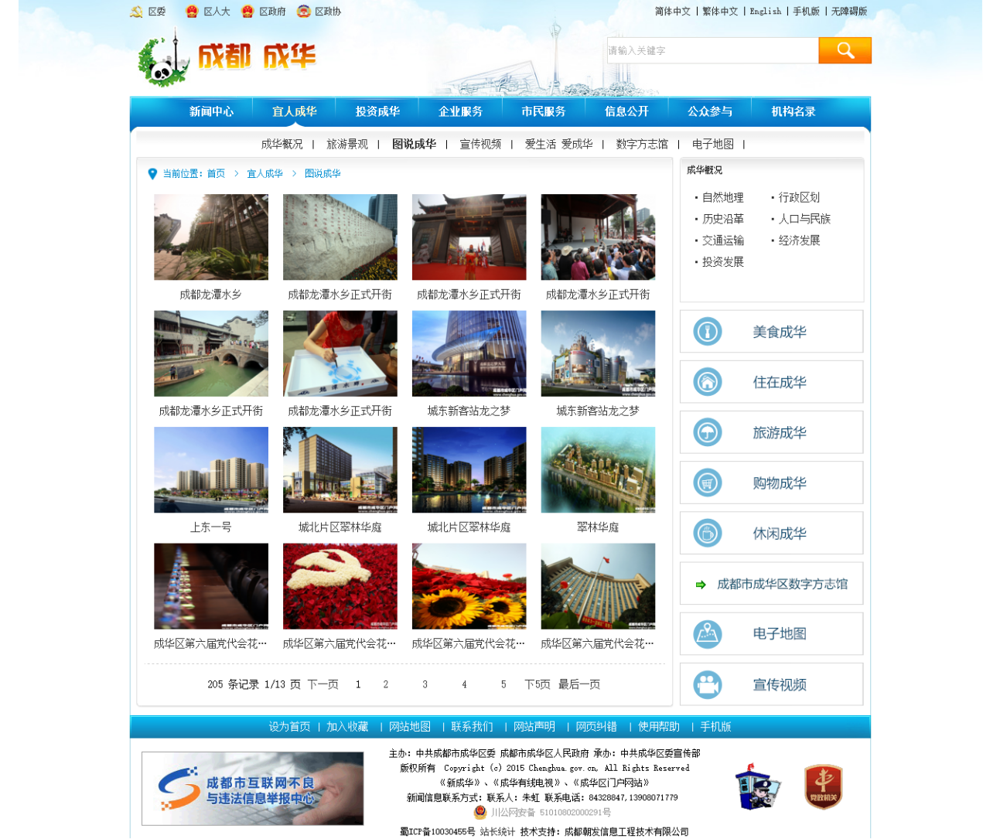 区委 区人大 区政府 区政协
简体中文 | 繁体中文 | English | 手机版 | 无障碍版
成都 成华
请输入关键字
新闻中心 宜人成华 投资成华 企业服务 市民服务 信息公开 公众参与 机构名录
成华概况 | 旅游景观 | 图说成华 | 宣传视频 | 爱生活 爱成华 | 数字方志馆 | 电子地图 |
当前位置：首页 > 宜人成华 > 图说成华
成都龙潭水乡 成都龙潭水乡正式开街 成都龙潭水乡正式开街 成都龙潭水乡正式开街
成都龙潭水乡正式开街 成都龙潭水乡正式开街 城东新客站龙之梦 城东新客站龙之梦
上东一号 城北片区翠林华庭 城北片区翠林华庭 翠林华庭
成华区第六届党代会花… 成华区第六届党代会花… 成华区第六届党代会花… 成华区第六届党代会花…
205 条记录 1/13 页 下一页 1 2 3 4 5 下5页 最后一页
成华概况
自然地理 行政区划
历史沿革 人口与民族
交通运输 经济发展
投资发展
美食成华
住在成华
旅游成华
购物成华
休闲成华
成都市成华区数字方志馆
电子地图
宣传视频
设为首页 | 加入收藏 | 网站地图 | 联系我们 | 网站声明 | 网页纠错 | 使用帮助 | 手机版
成都市互联网不良
与违法信息举报中心
主办：中共成都市成华区委 成都市成华区人民政府 承办：中共成华区委宣传部
版权所有 Copyright (c) 2015 Chenghua.gov.cn, All Rights Reserved
《新成华》、《成华有线电视》、《成华区门户网站》
新闻信息联系方式：联系人：朱虹 联系电话：84328847,13908071779
川公网安备 51010802000291号
蜀ICP备10030455号 站长统计 技术支持：成都朝发信息工程技术有限公司
成都
党政机关